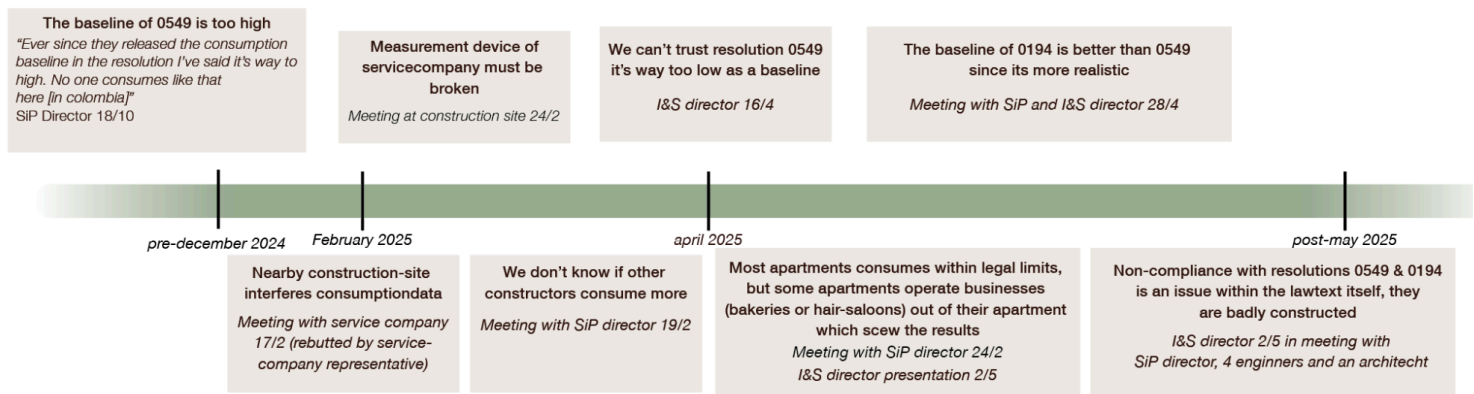 The baseline of 0549 is too high
“Ever since they released the consumption
baseline in the resolution I've said it's way to
high. No one consumes like that
here [in colombia]”
SiP Director 18/10
Measurement device of
servicecompany must be
broken
Meeting at construction site 24/2
We can't trust resolution 0549
it's way too low as a baseline
I&S director 16/4
The baseline of 0194 is better than 0549
since its more realistic
Meeting with SiP and I&S director 28/4
pre-december 2024
February 2025
april 2025
post-may 2025
Nearby construction-site
interferes consumptiondata
Meeting with service company
17/2 (rebutted by service-
company representative)
We don't know if other
constructors consume more
Meeting with SiP director 19/2
Most apartments consumes within legal limits,
but some apartments operate businesses
(bakeries or hair-saloons) out of their apartment
which scew the results
Meeting with SiP director 24/2
I&S director presentation 2/5
Non-compliance with resolutions 0549 & 0194
is an issue within the lawtext itself, they
are badly constructed
I&S director 2/5 in meeting with
SiP director, 4 enginners and an architecht